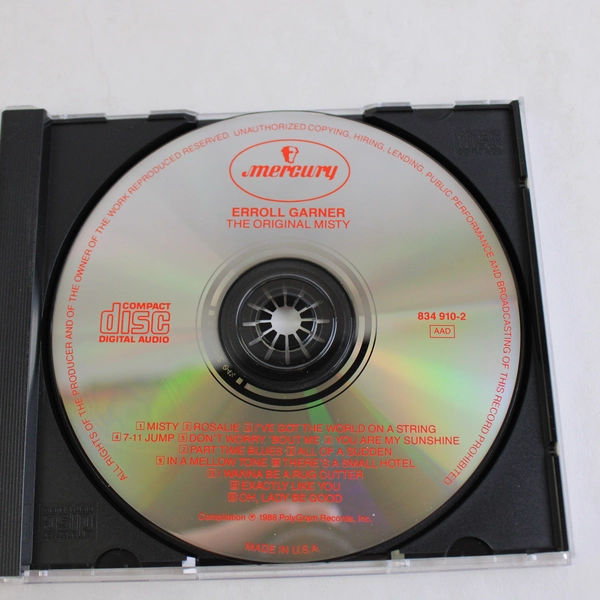 ALL RIGHTS OF THE PRODUCER AND OF THE OWNER OF THE WORK REPRODUCED RESERVED. UNAUTHORIZED COPYING, HIRING, LENDING, PUBLIC PERFORMANCE AND BROADCASTING OF THIS RECORD PROHIBITED
mercury
ERROLL GARNER
THE ORIGINAL MISTY
COMPACT
disc
DIGITAL AUDIO
834 910-2
AAD
1 MISTY 2 ROSALIE 3 I'VE GOT THE WORLD ON A STRING
4 7-11 JUMP 5 DON'T WORRY 'BOUT ME 6 YOU ARE MY SUNSHINE
7 PART TIME BLUES 8 ALL OF A SUDDEN
9 IN A MELLOW TONE 10 THERE'S A SMALL HOTEL
11 I WANNA BE A RUG CUTTER
12 EXACTLY LIKE YOU
13 OH, LADY BE GOOD
Compilation ℗ 1988 PolyGram Records, Inc.
MADE IN U.S.A.